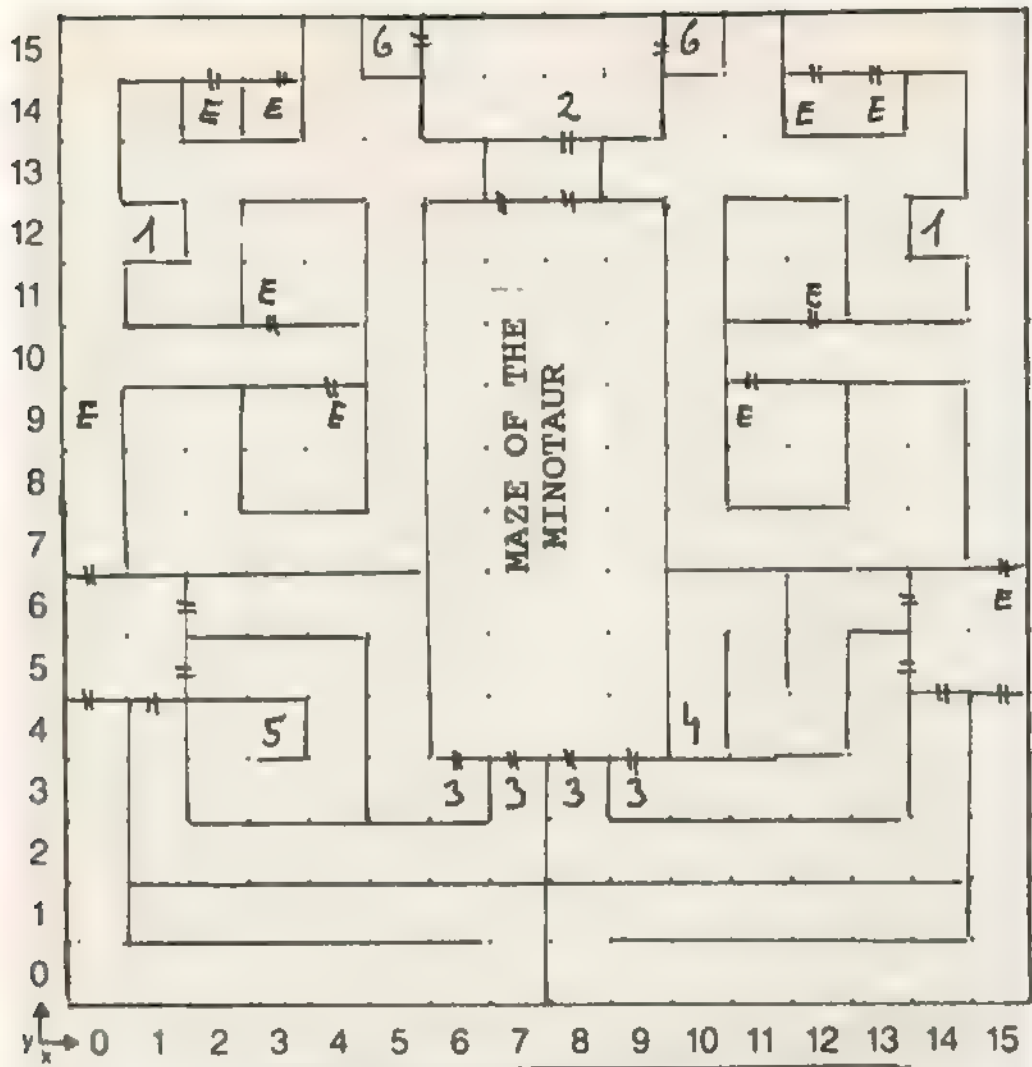 15 6 6
14 E E 2 E E
13
12 1 1
11 E E
10
9 E E E
8
7
MAZE OF THE
MINOTAUR
6 E
5
4 5 4
3 3 3 3 3
2
1
0
y x 0 1 2 3 4 5 6 7 8 9 10 11 12 13 14 15